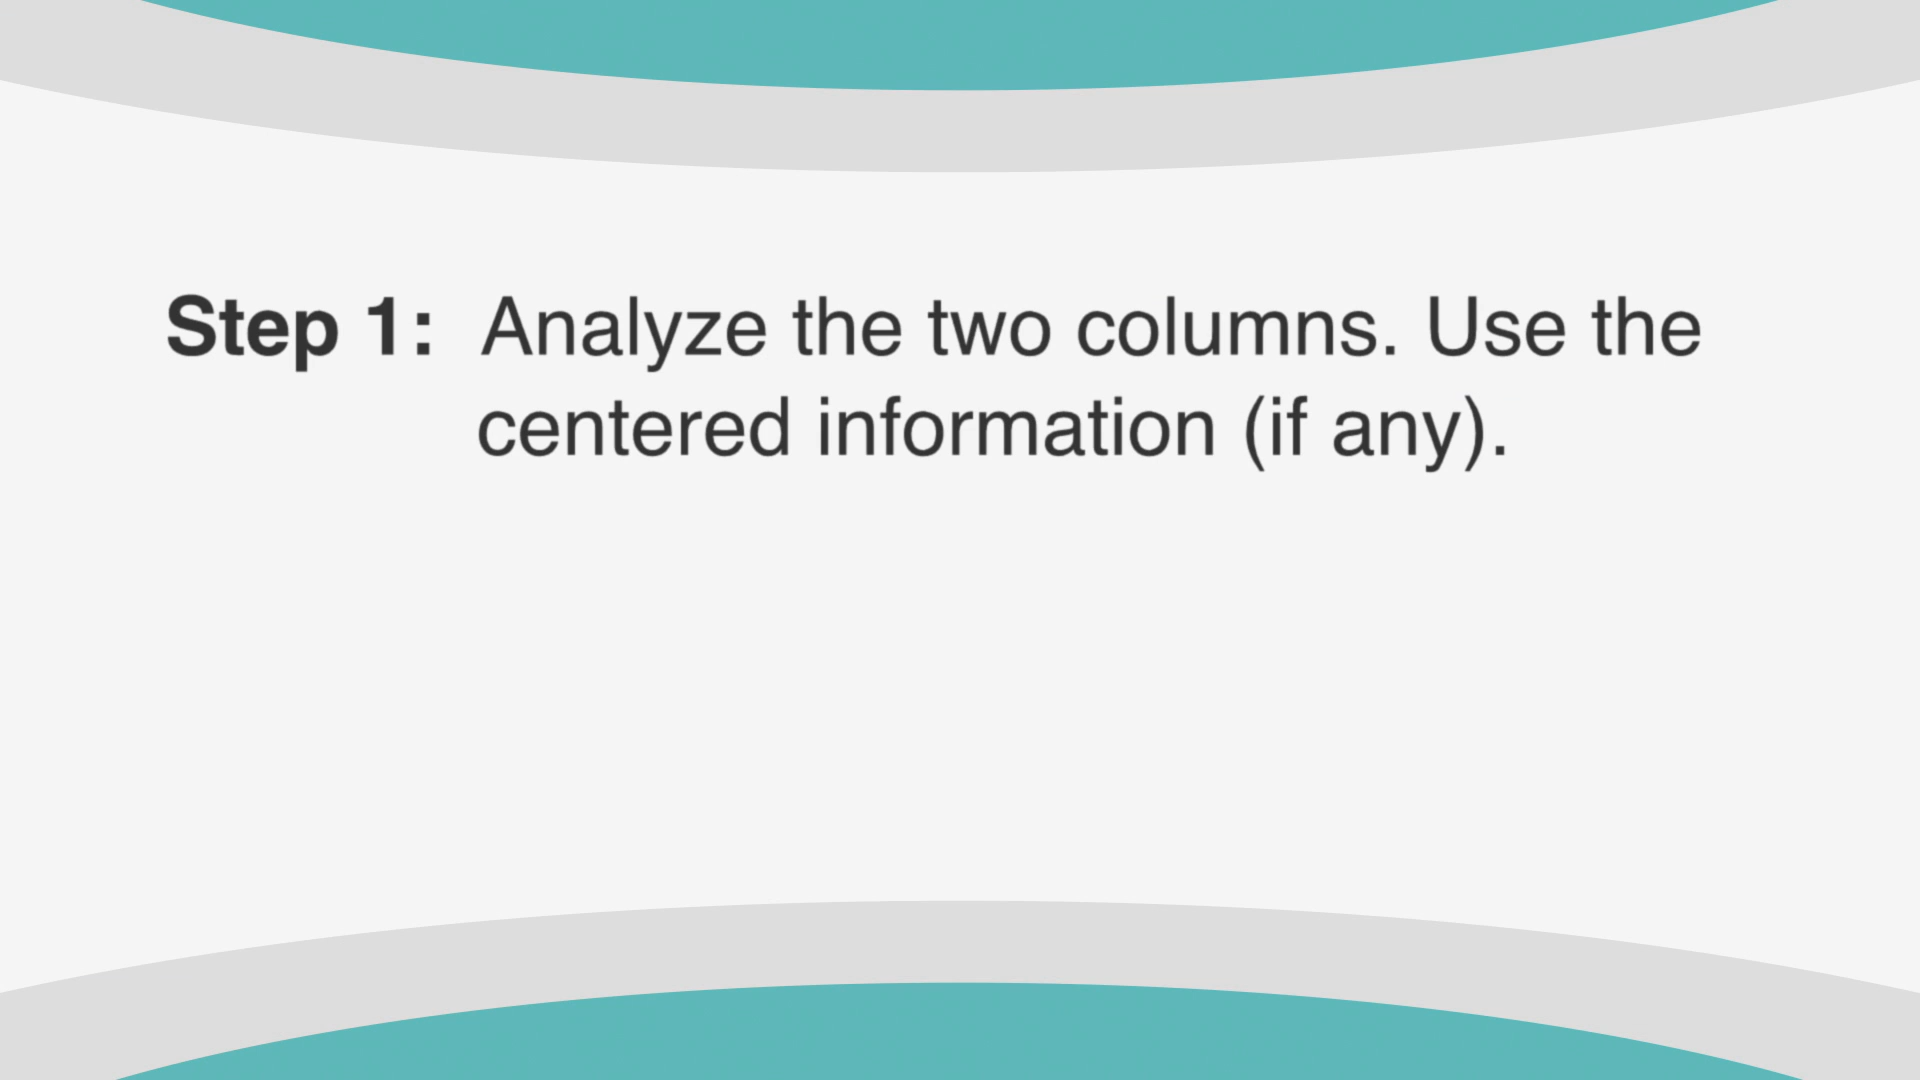 Step 1: Analyze the two columns. Use the
centered information (if any).